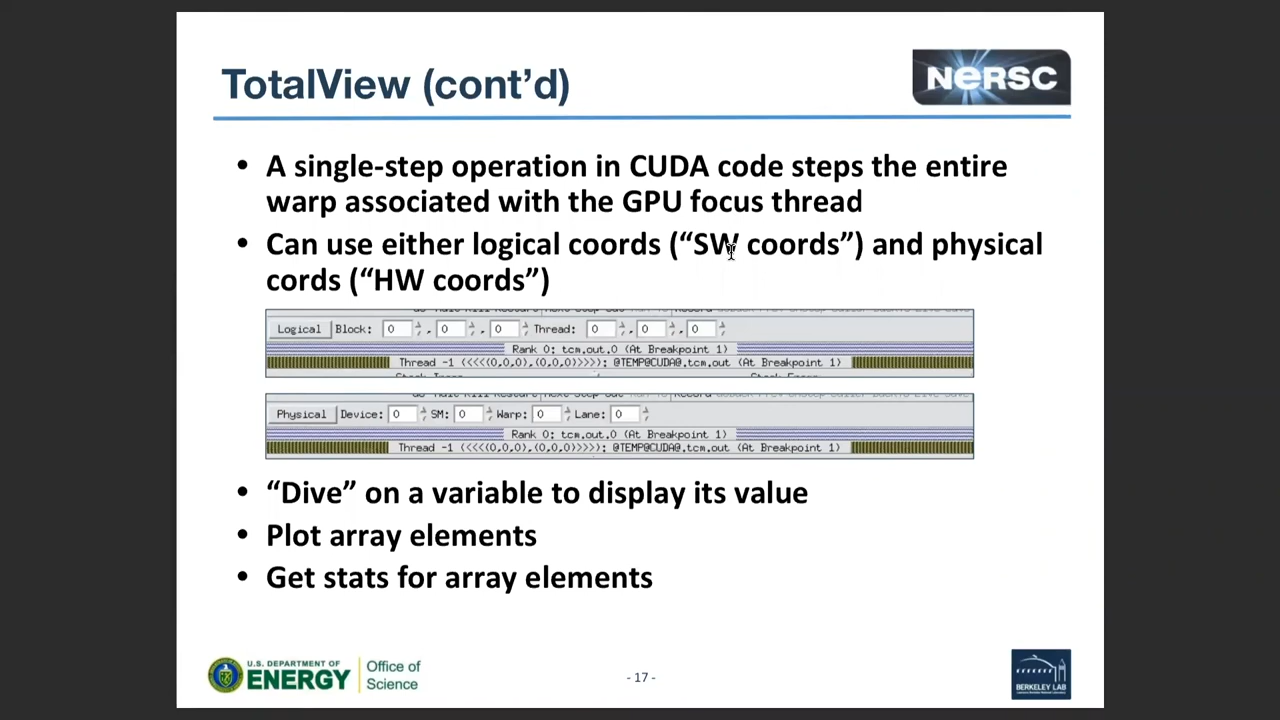 TotalView (cont’d)
NERSC
• A single-step operation in CUDA code steps the entire
warp associated with the GPU focus thread
• Can use either logical coords (“SW coords”) and physical
cords (“HW coords”)
Logical Block: 0 , 0 , 0 Thread: 0 , 0 , 0
Rank 0: tcm.out.0 (At Breakpoint 1)
Thread -1 (<<<<(0,0,0),(0,0,0)>>>>): @TEMP@CUDA@.tcm.out (At Breakpoint 1)
Physical Device: 0 SM: 0 Warp: 0 Lane: 0
Rank 0: tcm.out.0 (At Breakpoint 1)
Thread -1 (<<<<(0,0,0),(0,0,0)>>>>): @TEMP@CUDA@.tcm.out (At Breakpoint 1)
• “Dive” on a variable to display its value
• Plot array elements
• Get stats for array elements
U.S. DEPARTMENT OF
ENERGY
Office of
Science
- 17 -
BERKELEY LAB